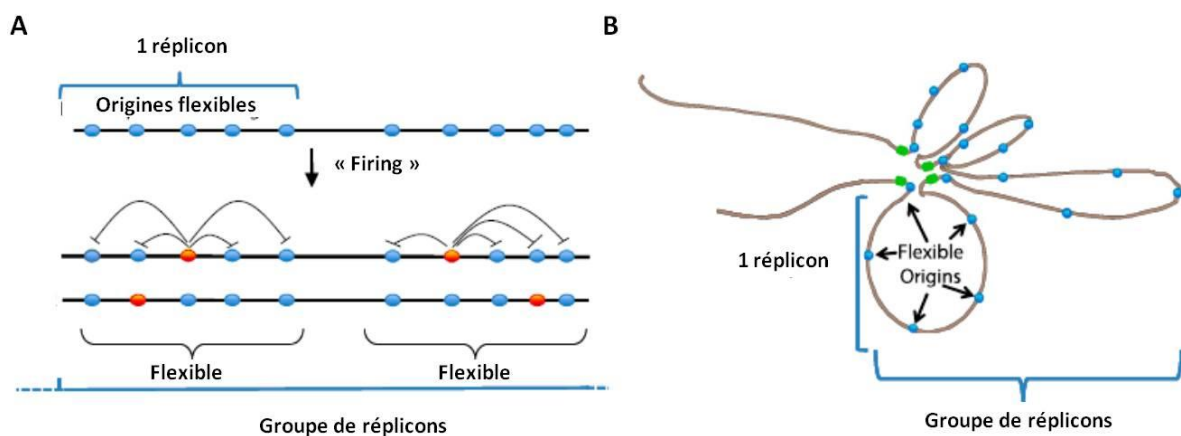 A
1 réplicon
Origines flexibles
« Firing »
Flexible
Flexible
Groupe de réplicons
B
Flexible
Origins
1 réplicon
Groupe de réplicons